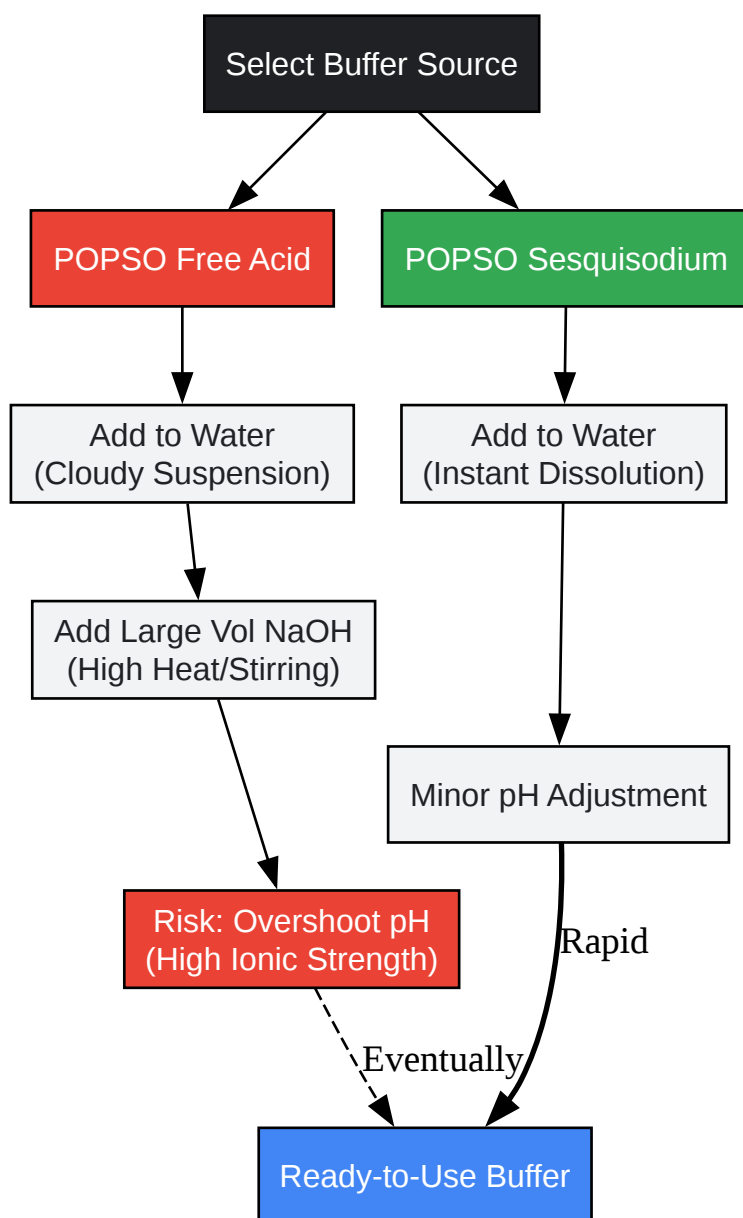 Select Buffer Source
POPSO Free Acid
POPSO Sesquisodium
Add to Water
(Cloudy Suspension)
Add to Water
(Instant Dissolution)
Add Large Vol NaOH
(High Heat/Stirring)
Minor pH Adjustment
Risk: Overshoot pH
(High Ionic Strength)
Rapid
Eventually
Ready-to-Use Buffer